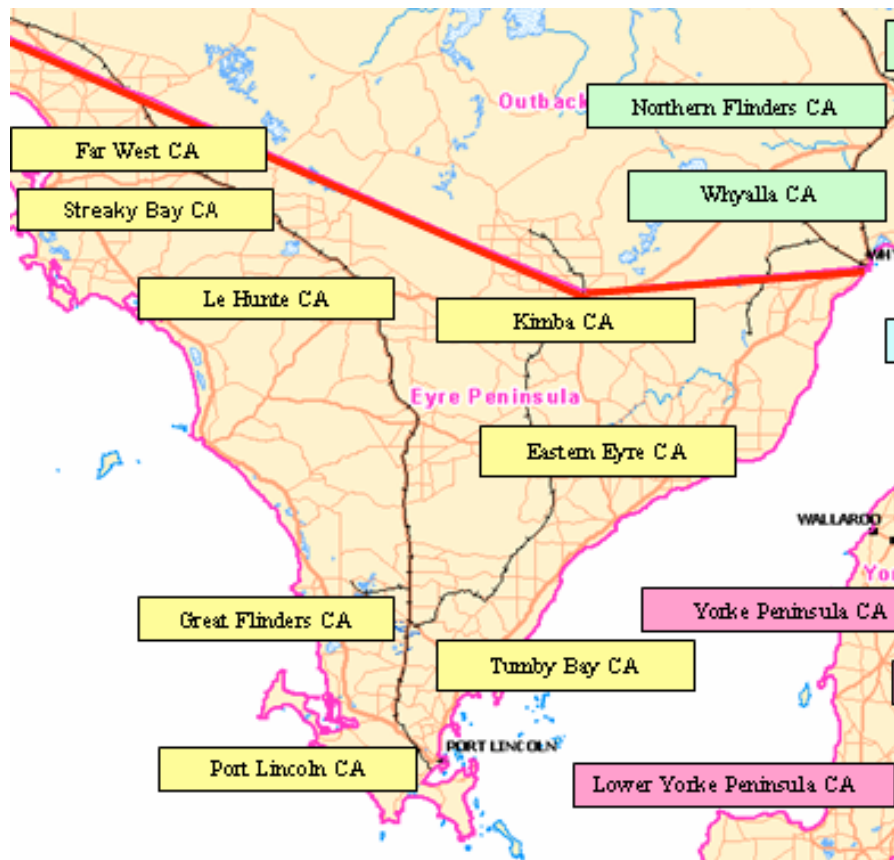 Outback
Northern Flinders CA
Far West CA
Whyalla CA
Streaky Bay CA
Le Hunte CA
Kimba CA
Eyre Peninsula
Eastern Eyre CA
WALLAROO
Yorke Peninsula CA
Great Flinders CA
Tumby Bay CA
PORT LINCOLN
Port Lincoln CA
Lower Yorke Peninsula CA